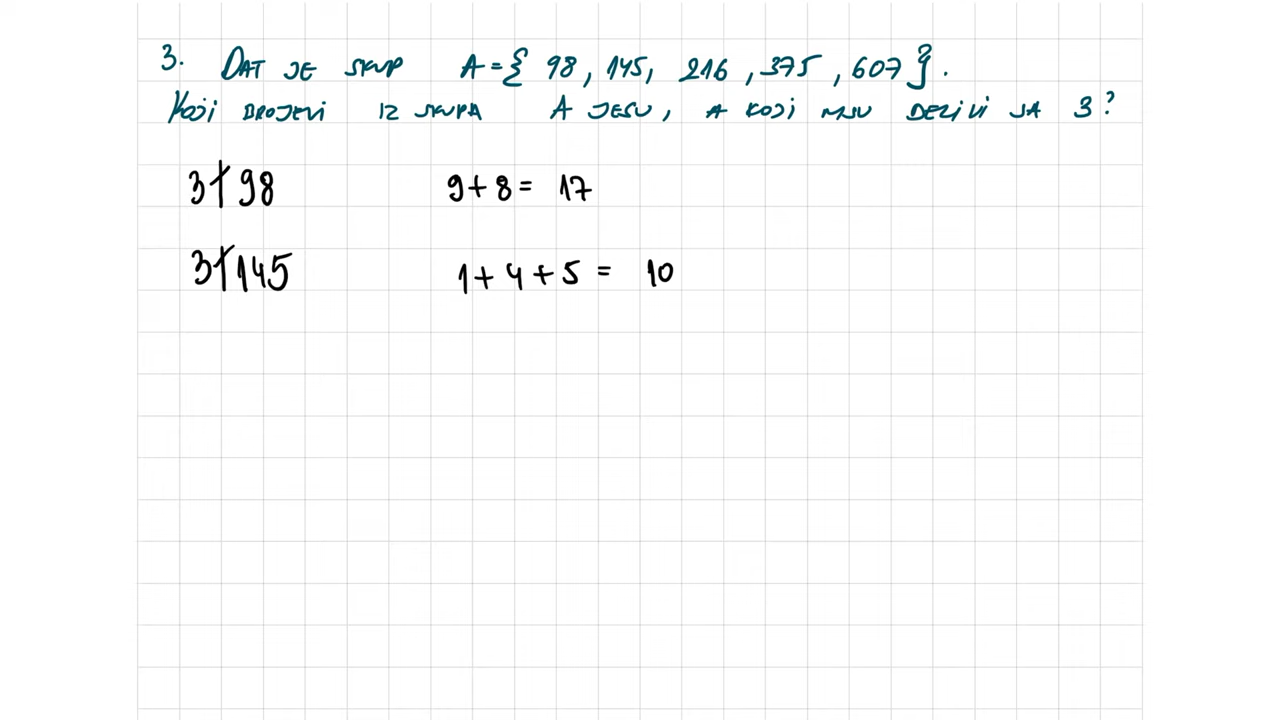 3. DAT JE SKUP A={ 98, 145, 216, 375, 607}.
KOJI BROJEVI IZ SKUPA A JESU, A KOJI NISU DELJIVI SA 3?
3∤98 9+8= 17
3∤145 1+4+5= 10